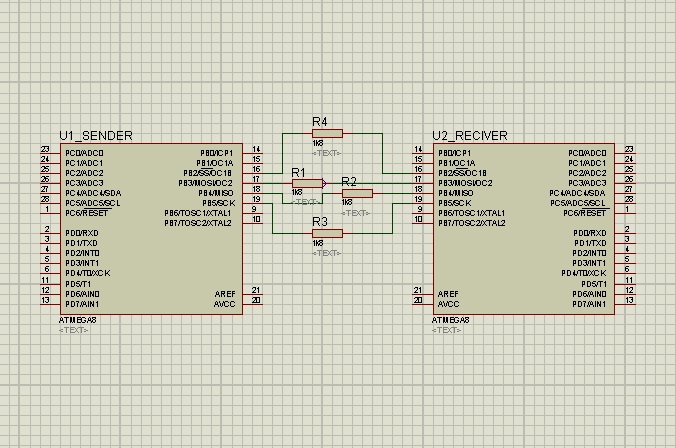 R4
1k8
<TEXT>
U1_SENDER
23 PC0/ADC0 PB0/ICP1 14
24 PC1/ADC1 PB1/OC1A 15
25 PC2/ADC2 PB2/SS/OC1B 16
26 PC3/ADC3 PB3/MOSI/OC2 17
27 PC4/ADC4/SDA PB4/MISO 18
28 PC5/ADC5/SCL PB5/SCK 19
1 PC6/RESET PB6/TOSC1/XTAL1 9
PB7/TOSC2/XTAL2 10
2 PD0/RXD
3 PD1/TXD
4 PD2/INT0
5 PD3/INT1
6 PD4/T0/XCK
11 PD5/T1
12 PD6/AIN0 AREF 21
13 PD7/AIN1 AVCC 20
ATMEGA8
<TEXT>
R1
1k8
<TEXT>
R2
1k8
<TEXT>
R3
1k8
<TEXT>
U2_RECIVER
14 PB0/ICP1 PC0/ADC0 23
15 PB1/OC1A PC1/ADC1 24
16 PB2/SS/OC1B PC2/ADC2 25
17 PB3/MOSI/OC2 PC3/ADC3 26
18 PB4/MISO PC4/ADC4/SDA 27
19 PB5/SCK PC5/ADC5/SCL 28
9 PB6/TOSC1/XTAL1 PC6/RESET 1
10 PB7/TOSC2/XTAL2
PD0/RXD 2
PD1/TXD 3
PD2/INT0 4
PD3/INT1 5
PD4/T0/XCK 6
PD5/T1 11
21 AREF PD6/AIN0 12
20 AVCC PD7/AIN1 13
ATMEGA8
<TEXT>